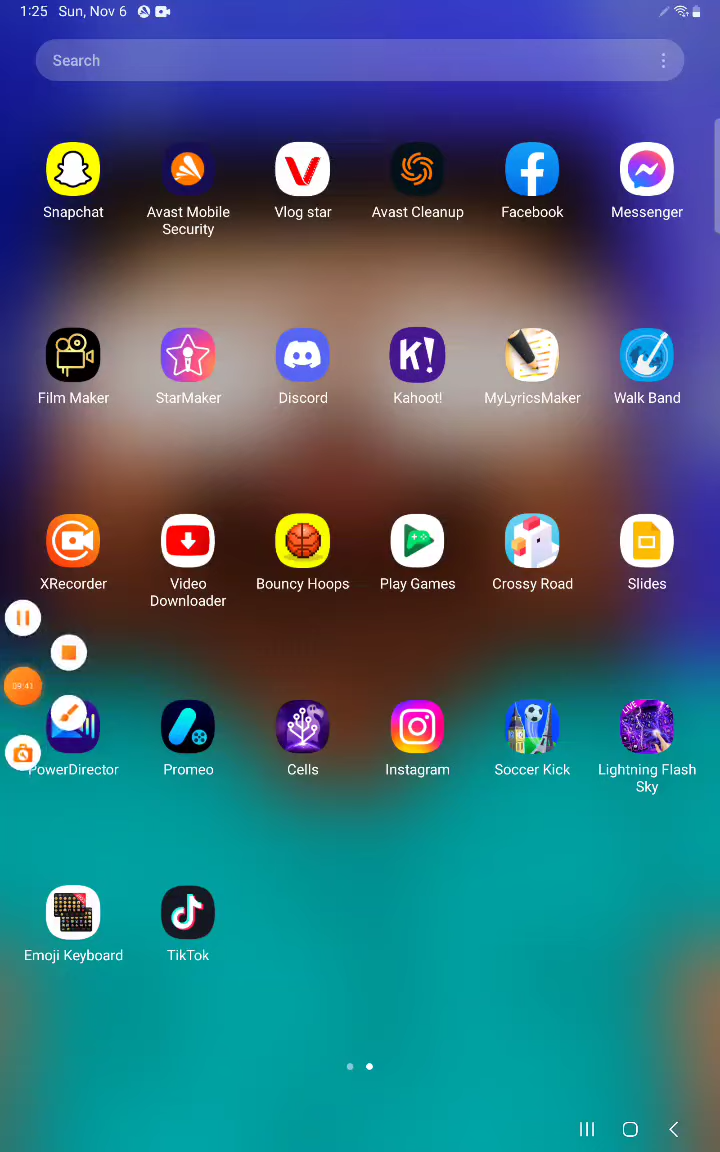 1:25 Sun, Nov 6
Search
Snapchat
Avast Mobile
Security
Vlog star
Avast Cleanup
Facebook
Messenger
Film Maker
StarMaker
Discord
K!
Kahoot!
MyLyricsMaker
Walk Band
XRecorder
Video
Downloader
Bouncy Hoops
Play Games
Crossy Road
Slides
09:41
PowerDirector
Promeo
Cells
Instagram
Soccer Kick
LIVE
Lightning Flash
Sky
Emoji Keyboard
TikTok